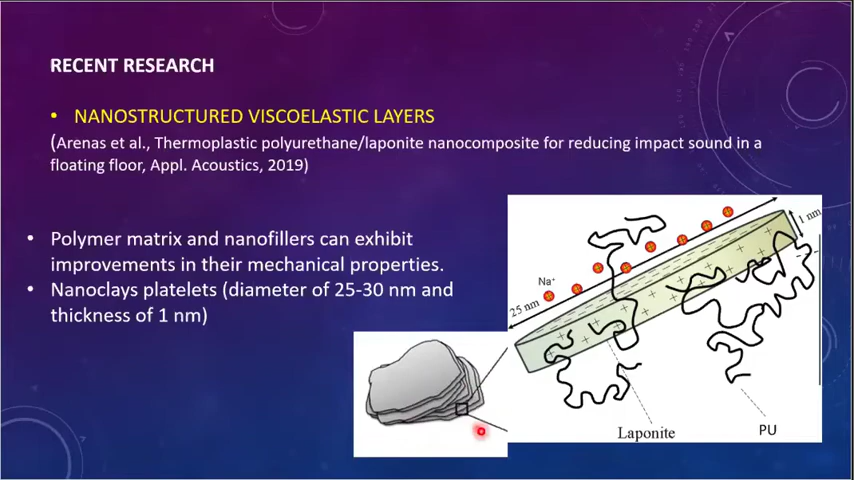 RECENT RESEARCH
• NANOSTRUCTURED VISCOELASTIC LAYERS
(Arenas et al., Thermoplastic polyurethane/laponite nanocomposite for reducing impact sound in a
floating floor, Appl. Acoustics, 2019)
• Polymer matrix and nanofillers can exhibit
improvements in their mechanical properties.
• Nanoclays platelets (diameter of 25-30 nm and
thickness of 1 nm)
1 nm
Na⁺
25 nm
Laponite
PU